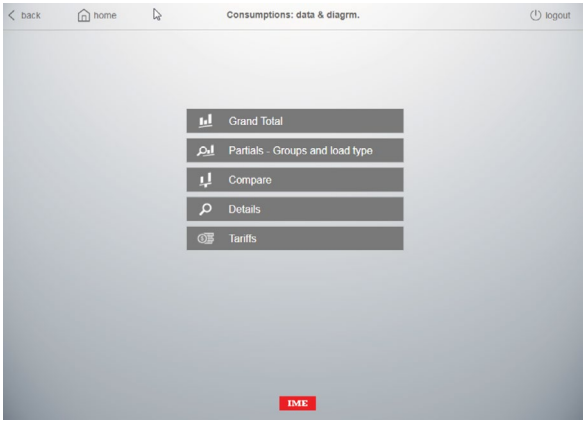 back
home
Consumptions: data & diagrm.
logout
Grand Total
Partials - Groups and load type
Compare
Details
Tariffs
IME